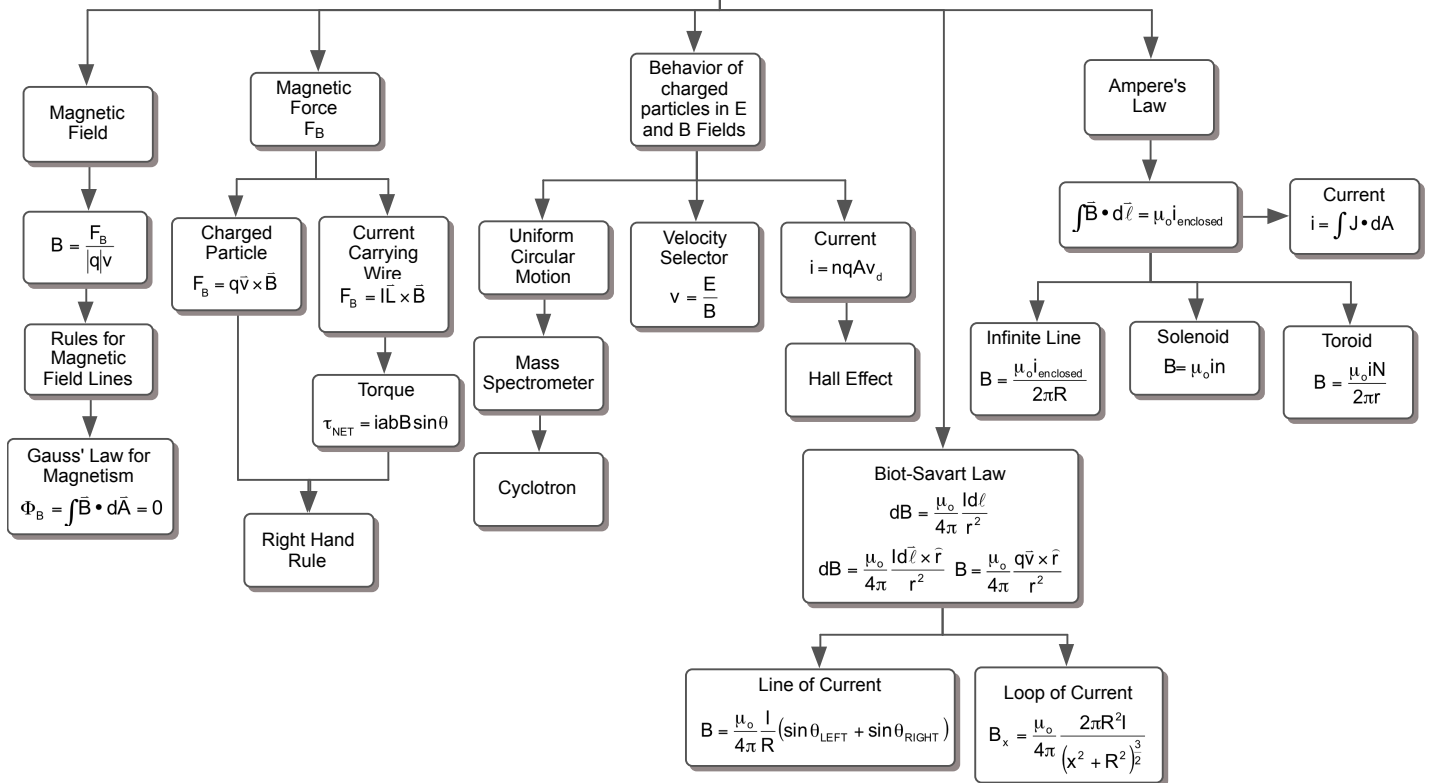 Magnetic
Field
B = F_B / |q|v
Rules for
Magnetic
Field Lines
Gauss' Law for
Magnetism
Φ_B = ∫B⃗ • dA⃗ = 0
Magnetic
Force
F_B
Charged
Particle
F_B = qv⃗ × B⃗
Current
Carrying
Wire
F_B = IL⃗ × B⃗
Torque
τ_NET = iabB sinθ
Right Hand
Rule
Behavior of
charged
particles in E
and B Fields
Uniform
Circular
Motion
Mass
Spectrometer
Cyclotron
Velocity
Selector
v = E / B
Current
i = nqAv_d
Hall Effect
Biot-Savart Law
dB = μ_o/4π Idℓ/r²
dB = μ_o/4π Idℓ⃗ × r̂/r² B = μ_o/4π qv⃗ × r̂/r²
Line of Current
B = μ_o/4π I/R (sinθ_LEFT + sinθ_RIGHT)
Loop of Current
B_x = μ_o/4π 2πR²I/(x² + R²)^(3/2)
Ampere's
Law
∫B⃗ • dℓ⃗ = μ_o i_enclosed
Current
i = ∫J • dA
Infinite Line
B = μ_o i_enclosed / 2πR
Solenoid
B= μ_o in
Toroid
B = μ_o iN / 2πr